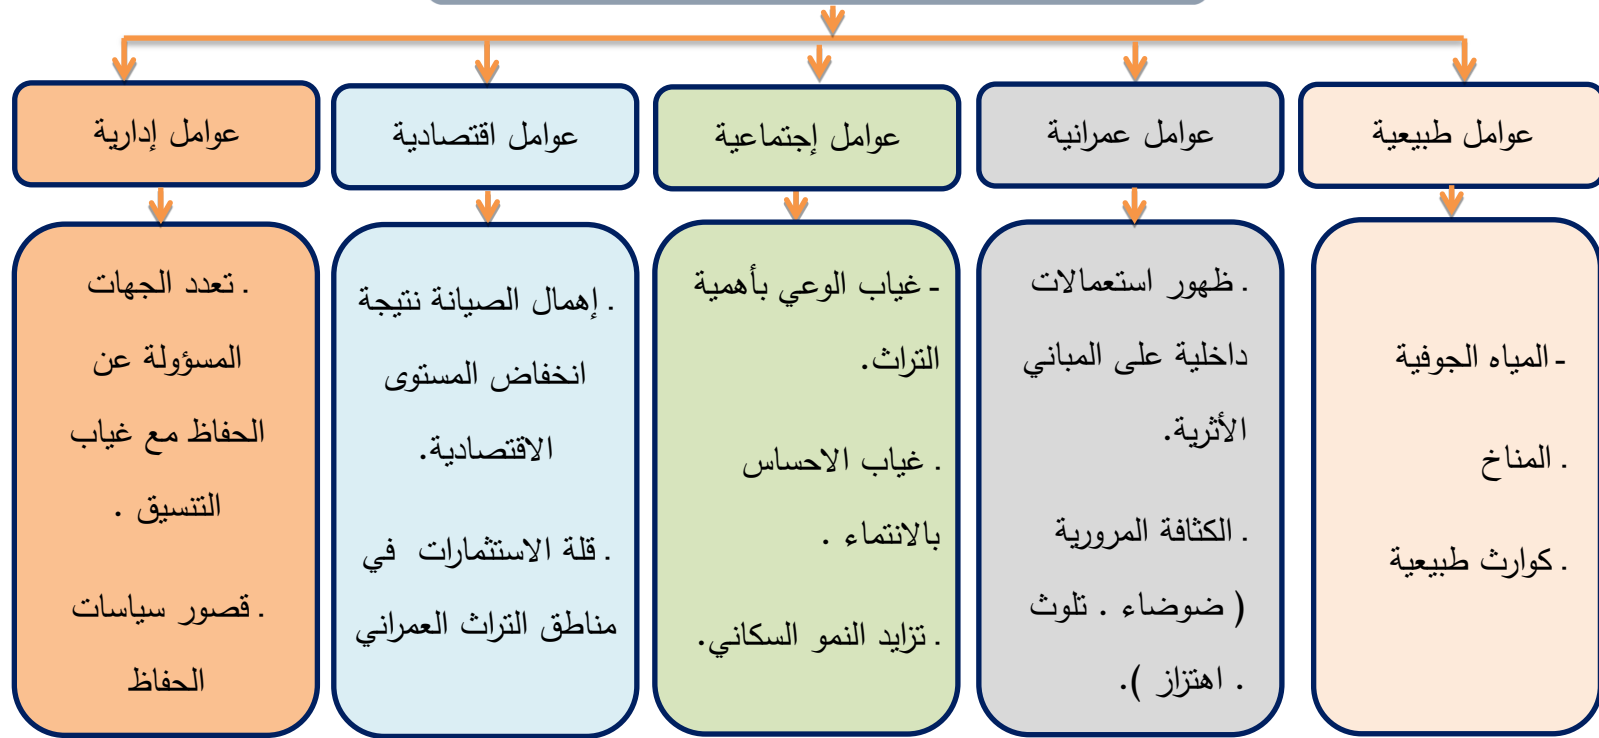 عوامل طبيعية
عوامل عمرانية
عوامل إجتماعية
عوامل اقتصادية
عوامل إدارية
- المياه الجوفية
. المناخ
. كوارث طبيعية
. ظهور استعمالات
داخلية على المباني
الأثرية.
. الكثافة المرورية
( ضوضاء . تلوث
. اهتزاز ).
- غياب الوعي بأهمية
التراث.
. غياب الاحساس
بالانتماء .
. تزايد النمو السكاني.
. إهمال الصيانة نتيجة
انخفاض المستوى
الاقتصادية.
. قلة الاستثمارات في
مناطق التراث العمراني
. تعدد الجهات
المسؤولة عن
الحفاظ مع غياب
التنسيق .
. قصور سياسات
الحفاظ